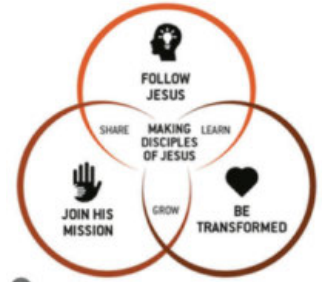 FOLLOW
JESUS
SHARE
MAKING
DISCIPLES
OF JESUS
LEARN
JOIN HIS
MISSION
GROW
BE
TRANSFORMED